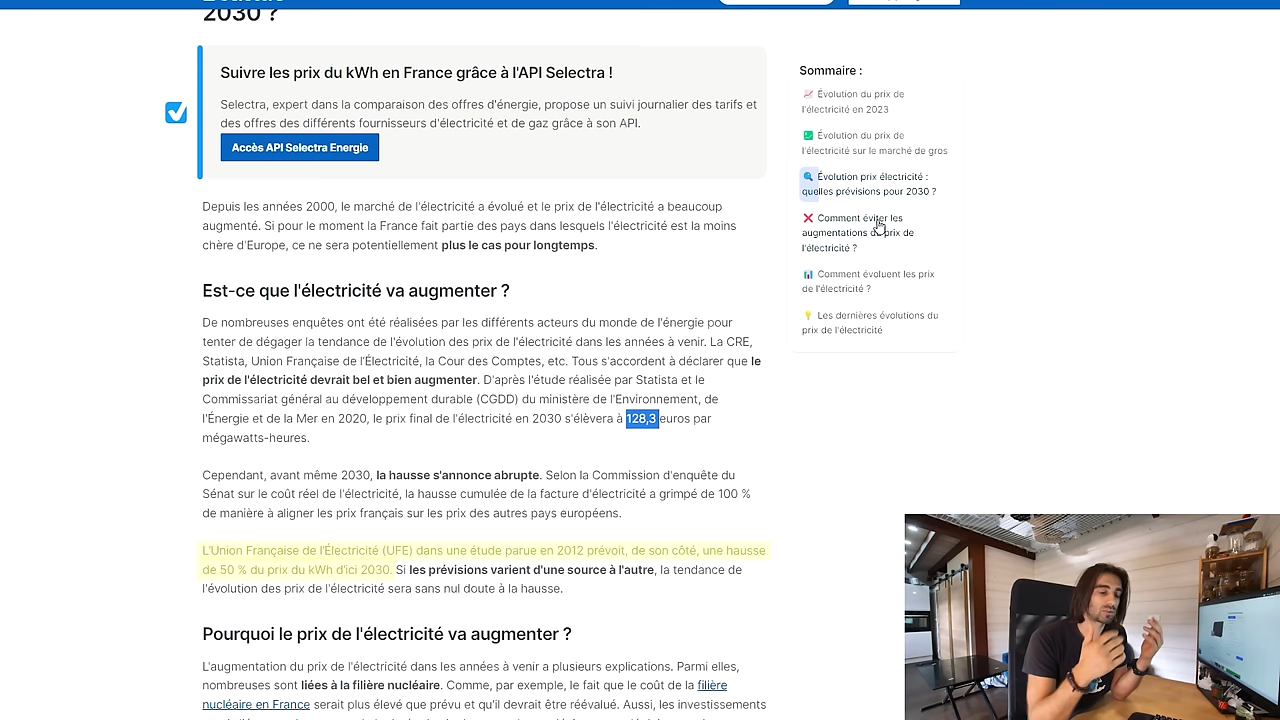 2030 ?
Suivre les prix du kWh en France grâce à l'API Selectra !
Selectra, expert dans la comparaison des offres d'énergie, propose un suivi journalier des tarifs et
des offres des différents fournisseurs d'électricité et de gaz grâce à son API.
Accès API Selectra Energie
Depuis les années 2000, le marché de l'électricité a évolué et le prix de l'électricité a beaucoup
augmenté. Si pour le moment la France fait partie des pays dans lesquels l'électricité est la moins
chère d'Europe, ce ne sera potentiellement plus le cas pour longtemps.
Est-ce que l'électricité va augmenter ?
De nombreuses enquêtes ont été réalisées par les différents acteurs du monde de l'énergie pour
tenter de dégager la tendance de l'évolution des prix de l'électricité dans les années à venir. La CRE,
Statista, Union Française de l'Électricité, la Cour des Comptes, etc. Tous s'accordent à déclarer que le
prix de l'électricité devrait bel et bien augmenter. D'après l'étude réalisée par Statista et le
Commissariat général au développement durable (CGDD) du ministère de l'Environnement, de
l'Énergie et de la Mer en 2020, le prix final de l'électricité en 2030 s'élèvera à 128,3 euros par
mégawatts-heures.
Cependant, avant même 2030, la hausse s'annonce abrupte. Selon la Commission d'enquête du
Sénat sur le coût réel de l'électricité, la hausse cumulée de la facture d'électricité a grimpé de 100 %
de manière à aligner les prix français sur les prix des autres pays européens.
L'Union Française de l'Électricité (UFE) dans une étude parue en 2012 prévoit, de son côté, une hausse
de 50 % du prix du kWh d'ici 2030. Si les prévisions varient d'une source à l'autre, la tendance de
l'évolution des prix de l'électricité sera sans nul doute à la hausse.
Pourquoi le prix de l'électricité va augmenter ?
L'augmentation du prix de l'électricité dans les années à venir a plusieurs explications. Parmi elles,
nombreuses sont liées à la filière nucléaire. Comme, par exemple, le fait que le coût de la filière
nucléaire en France serait plus élevé que prévu et qu'il devrait être réévalué. Aussi, les investissements
Sommaire :
Évolution du prix de
l'électricité en 2023
Évolution du prix de
l'électricité sur le marché de gros
Évolution prix électricité :
quelles prévisions pour 2030 ?
Comment éviter les
augmentations du prix de
l'électricité ?
Comment évoluent les prix
de l'électricité ?
Les dernières évolutions du
prix de l'électricité